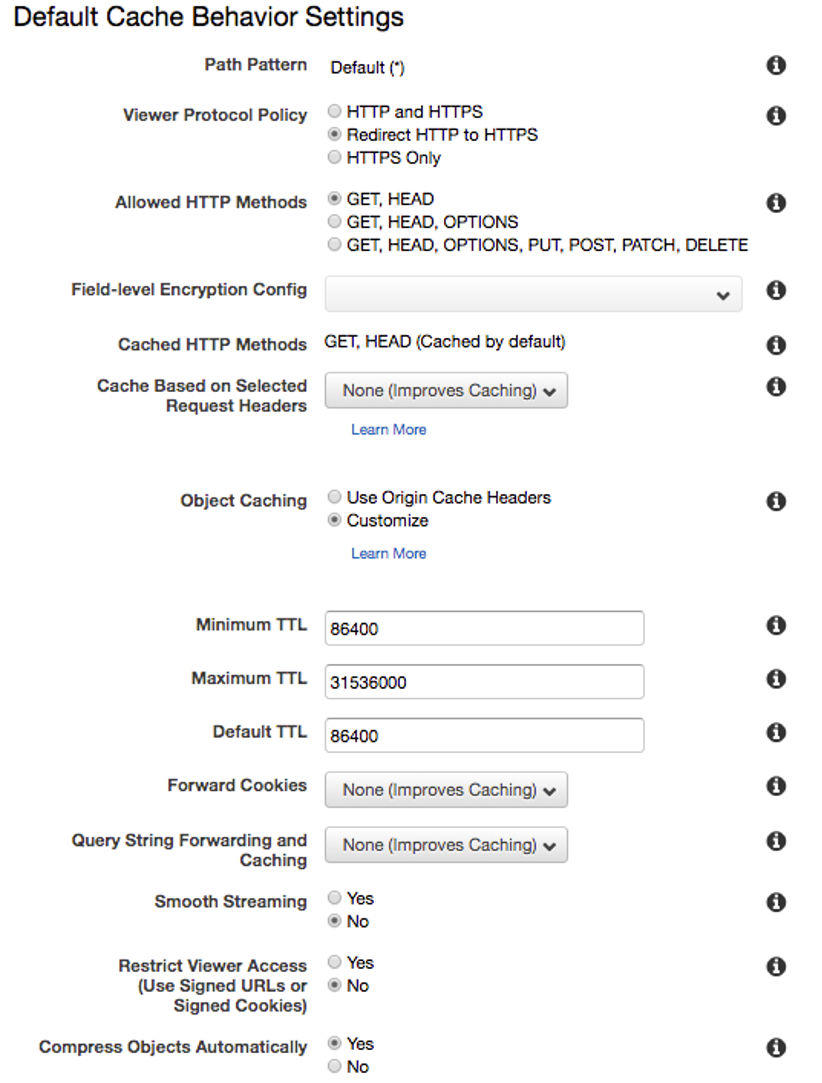 Default Cache Behavior Settings
Path Pattern Default (*)
Viewer Protocol Policy HTTP and HTTPS
Redirect HTTP to HTTPS
HTTPS Only
Allowed HTTP Methods GET, HEAD
GET, HEAD, OPTIONS
GET, HEAD, OPTIONS, PUT, POST, PATCH, DELETE
Field-level Encryption Config
Cached HTTP Methods GET, HEAD (Cached by default)
Cache Based on Selected
Request Headers
None (Improves Caching)
Learn More
Object Caching Use Origin Cache Headers
Customize
Learn More
Minimum TTL 86400
Maximum TTL 31536000
Default TTL 86400
Forward Cookies None (Improves Caching)
Query String Forwarding and
Caching
None (Improves Caching)
Smooth Streaming Yes
No
Restrict Viewer Access
(Use Signed URLs or
Signed Cookies)
Yes
No
Compress Objects Automatically Yes
No